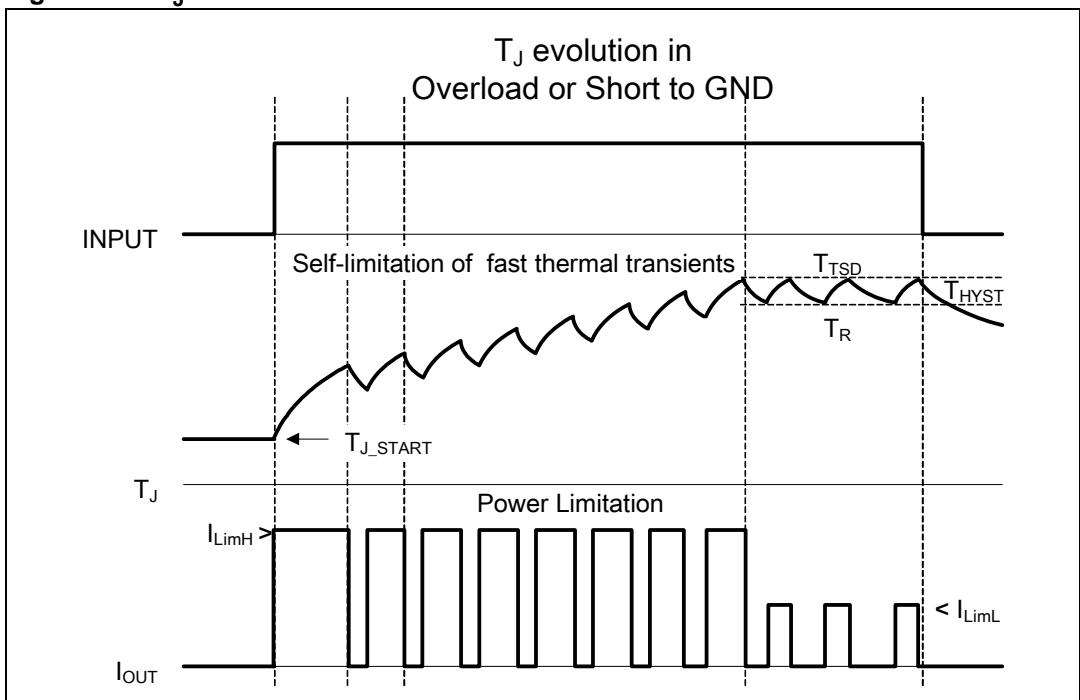 T_J evolution in
Overload or Short to GND
INPUT
Self-limitation of fast thermal transients
T_TSD
T_HYST
T_R
T_J_START
T_J
Power Limitation
I_LimH >
< I_LimL
I_OUT